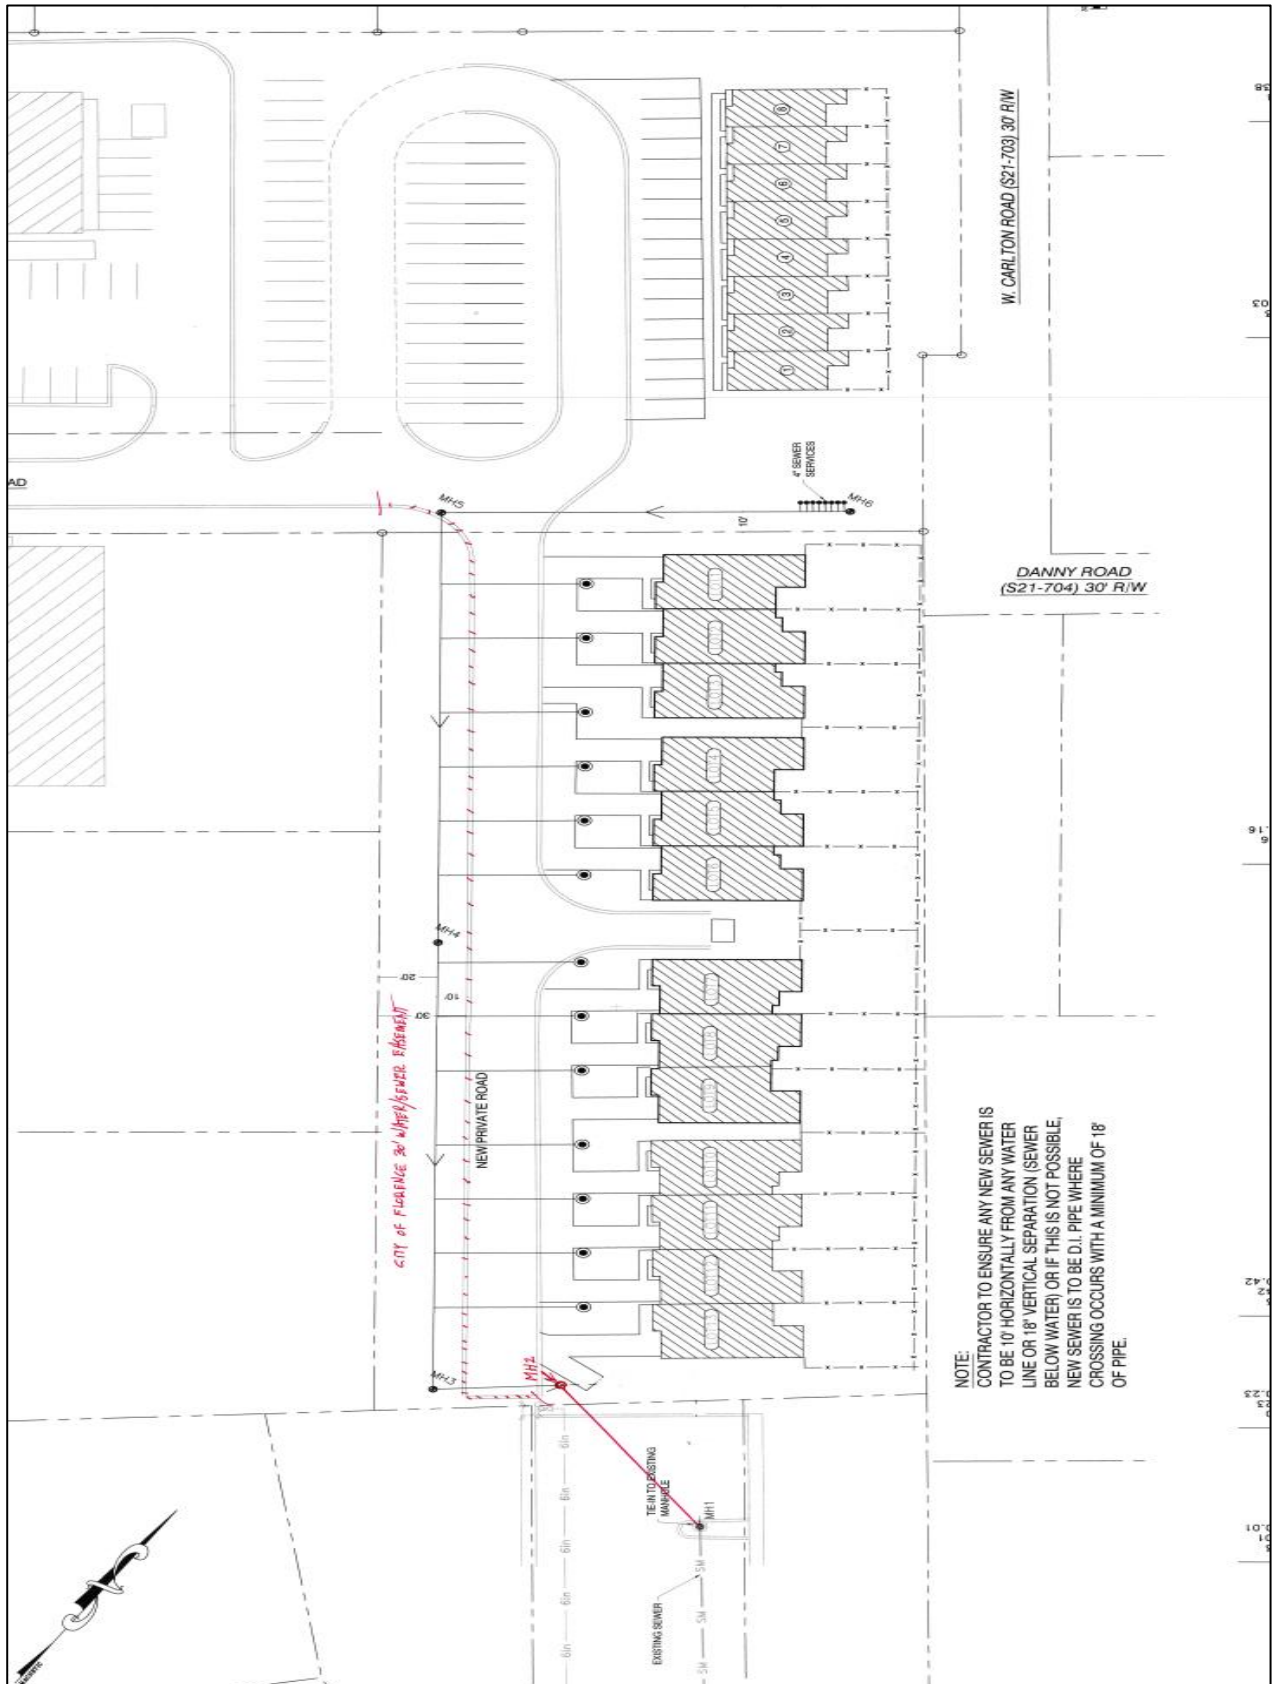 W. CARLTON ROAD (S21-703) 30' R/W
8
7
6
5
4
3
2
1
4" SEWER
SERVICES
AD
MH5
MH6
10'
DANNY ROAD
(S21-704) 30' R/W
MH4
20'
10'
30'
CITY OF FLORENCE 30' WATER/SEWER EASEMENT
NEW PRIVATE ROAD
MH3
MH2
NOTE:
CONTRACTOR TO ENSURE ANY NEW SEWER IS
TO BE 10' HORIZONTALLY FROM ANY WATER
LINE OR 18" VERTICAL SEPARATION (SEWER
BELOW WATER) OR IF THIS IS NOT POSSIBLE,
NEW SEWER IS TO BE D.I. PIPE WHERE
CROSSING OCCURS WITH A MINIMUM OF 18'
OF PIPE.
TIE-IN TO EXISTING
MANHOLE
MH1
6in
6in
6in
6in
EXISTING SEWER
SM
SM
SM